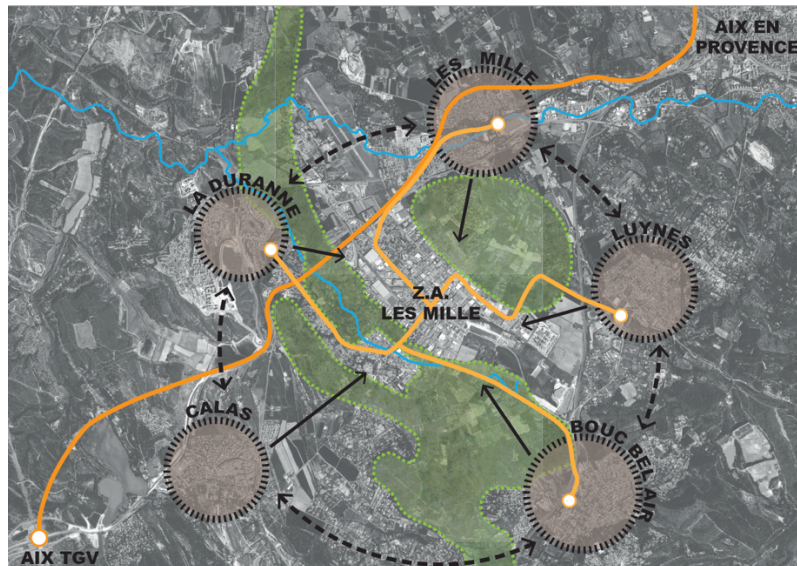 AIX EN
PROVENCE
LES MILLE
LA DURANNE
LUYNES
Z.A.
LES MILLE
CALAS
BOUC BEL AIR
AIX TGV